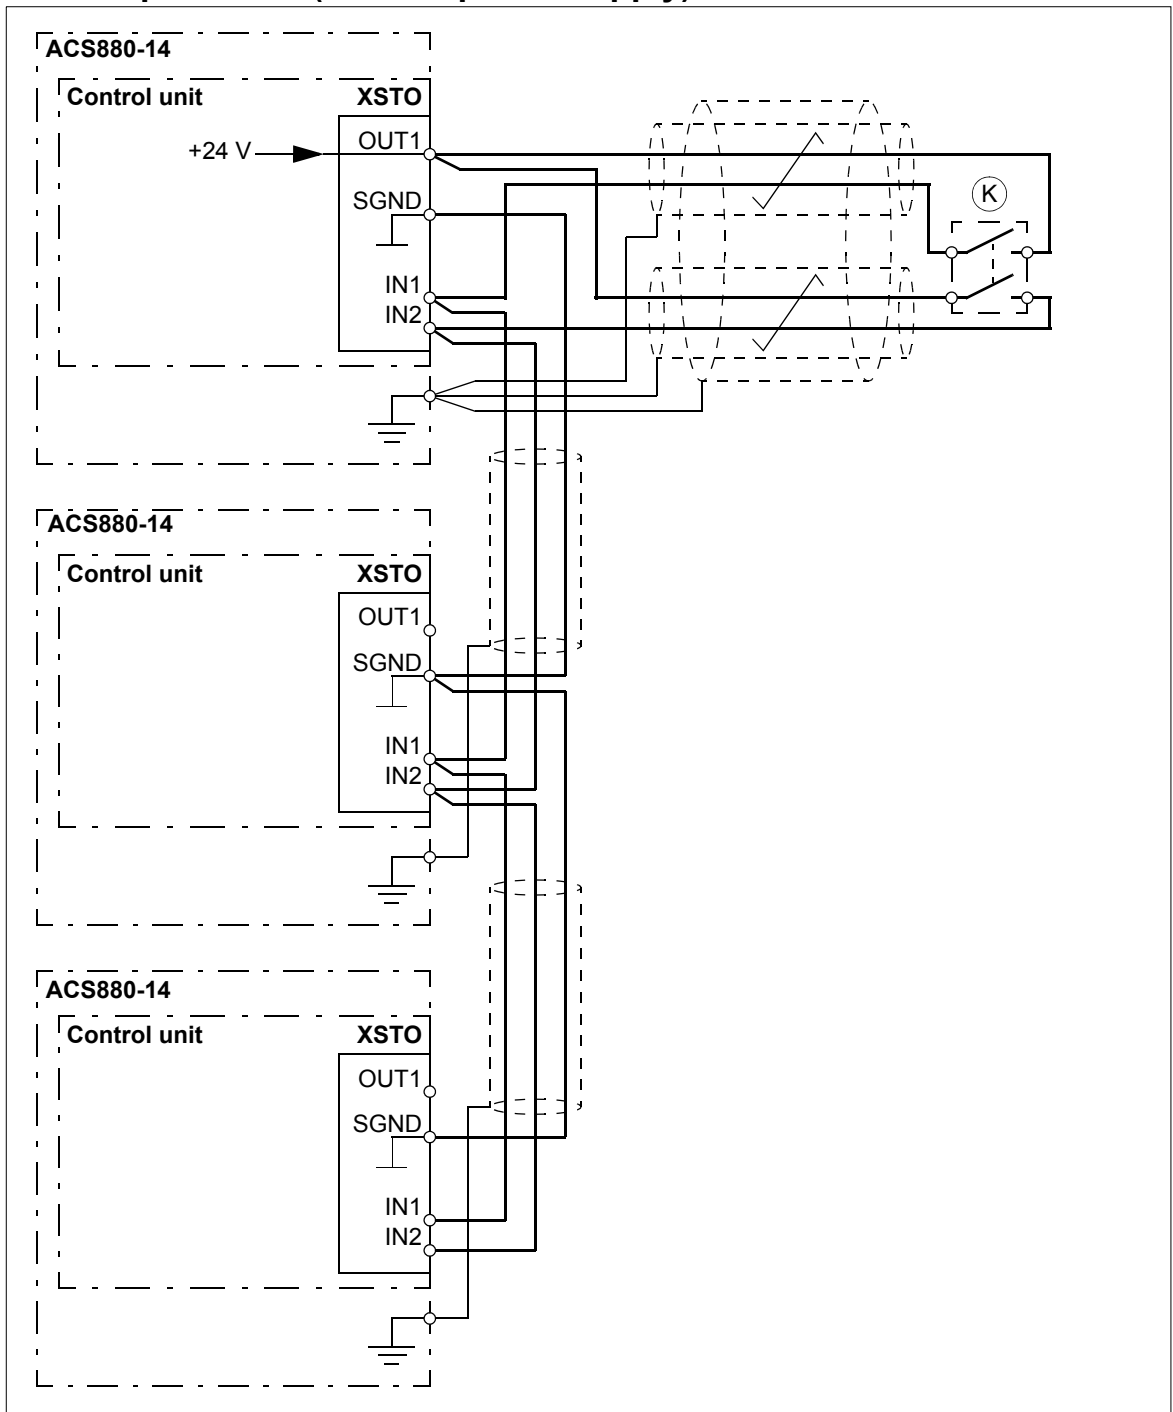 ACS880-14
Control unit XSTO
+24 V OUT1
SGND
K
IN1
IN2
ACS880-14
Control unit XSTO
OUT1
SGND
IN1
IN2
ACS880-14
Control unit XSTO
OUT1
SGND
IN1
IN2